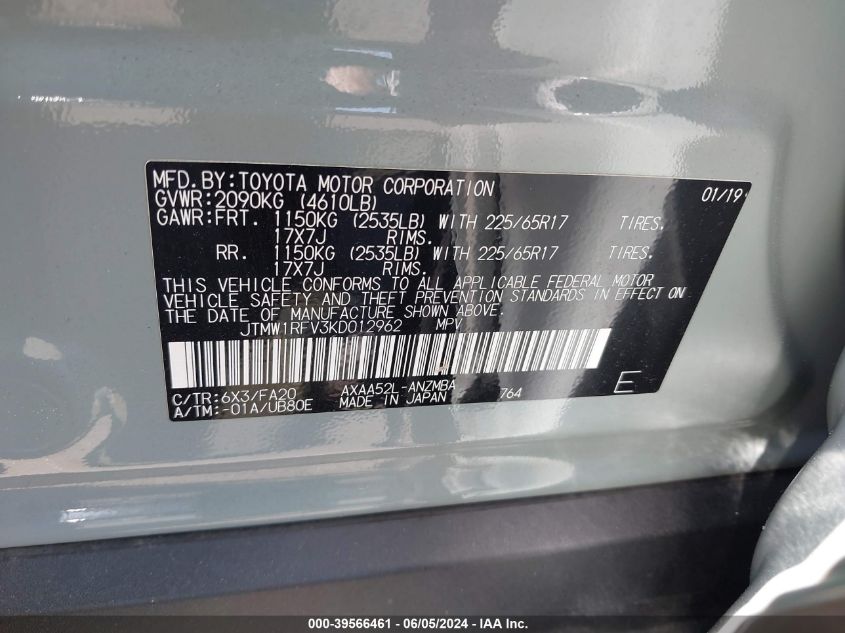 MFD.BY:TOYOTA MOTOR CORPORATION 01/19
GVWR:2090KG (4610LB)
GAWR:FRT. 1150KG (2535LB) WITH 225/65R17 TIRES.
17X7J RIMS.
RR. 1150KG (2535LB) WITH 225/65R17 TIRES.
17X7J RIMS.
THIS VEHICLE CONFORMS TO ALL APPLICABLE FEDERAL MOTOR
VEHICLE SAFETY AND THEFT PREVENTION STANDARDS IN EFFECT ON
THE DATE OF MANUFACTURE SHOWN ABOVE.
JTMW1RFV3KD012962 MPV
C/TR:6X3/FA20 AXAA52L-ANZMBA
A/TM:-01A/UB80E MADE IN JAPAN 764 E
000-39566461 - 06/05/2024 - IAA Inc.